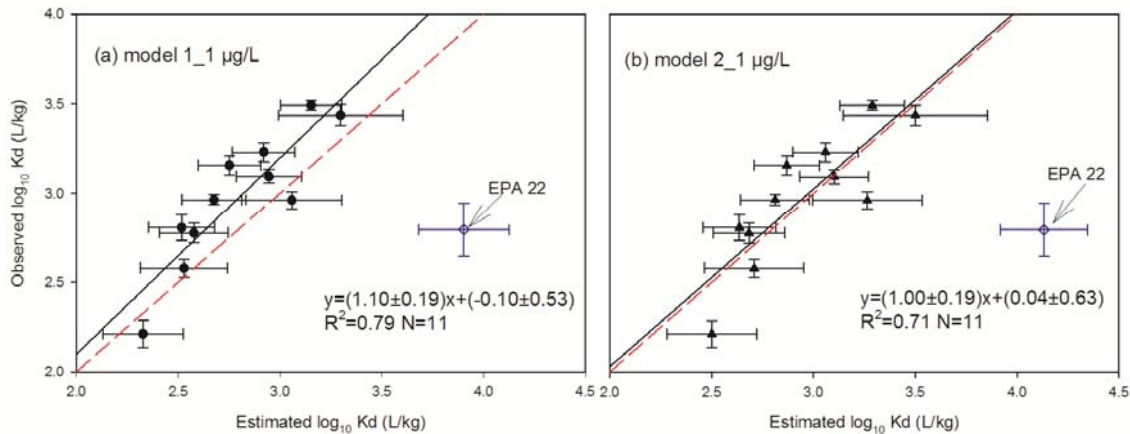 (a) model 1_1 µg/L
Observed log10 Kd (L/kg)
4.0
3.5
3.0
2.5
2.0
EPA 22
y=(1.10±0.19)x+(-0.10±0.53)
R²=0.79 N=11
2.0 2.5 3.0 3.5 4.0 4.5
Estimated log10 Kd (L/kg)
(b) model 2_1 µg/L
EPA 22
y=(1.00±0.19)x+(0.04±0.63)
R²=0.71 N=11
2.0 2.5 3.0 3.5 4.0 4.5
Estimated log10 Kd (L/kg)